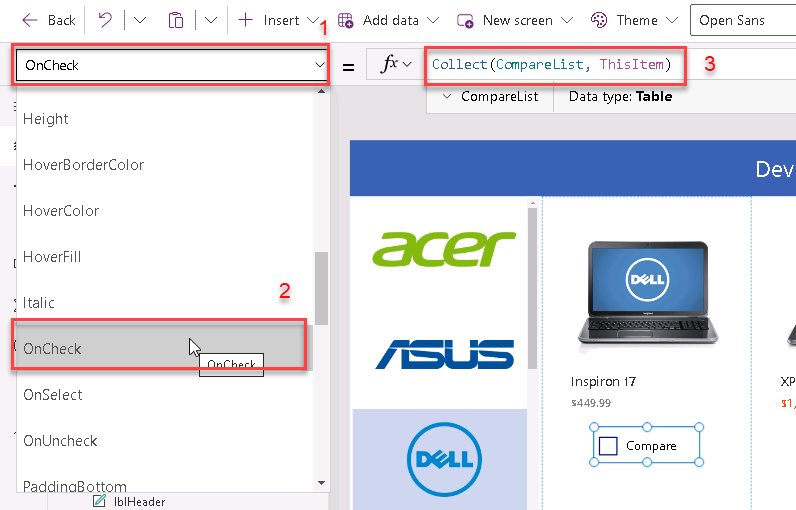 Back
Insert
Add data
New screen
Theme
Open Sans
1
OnCheck
=
fx
Collect(CompareList, ThisItem)
3
CompareList
Data type: Table
Height
HoverBorderColor
HoverColor
HoverFill
Italic
2
OnCheck
OnCheck
OnSelect
OnUncheck
PaddingBottom
lblHeader
Dev
acer
ASUS
DELL
DELL
Inspiron 17
$449.99
Compare
XP
$1,